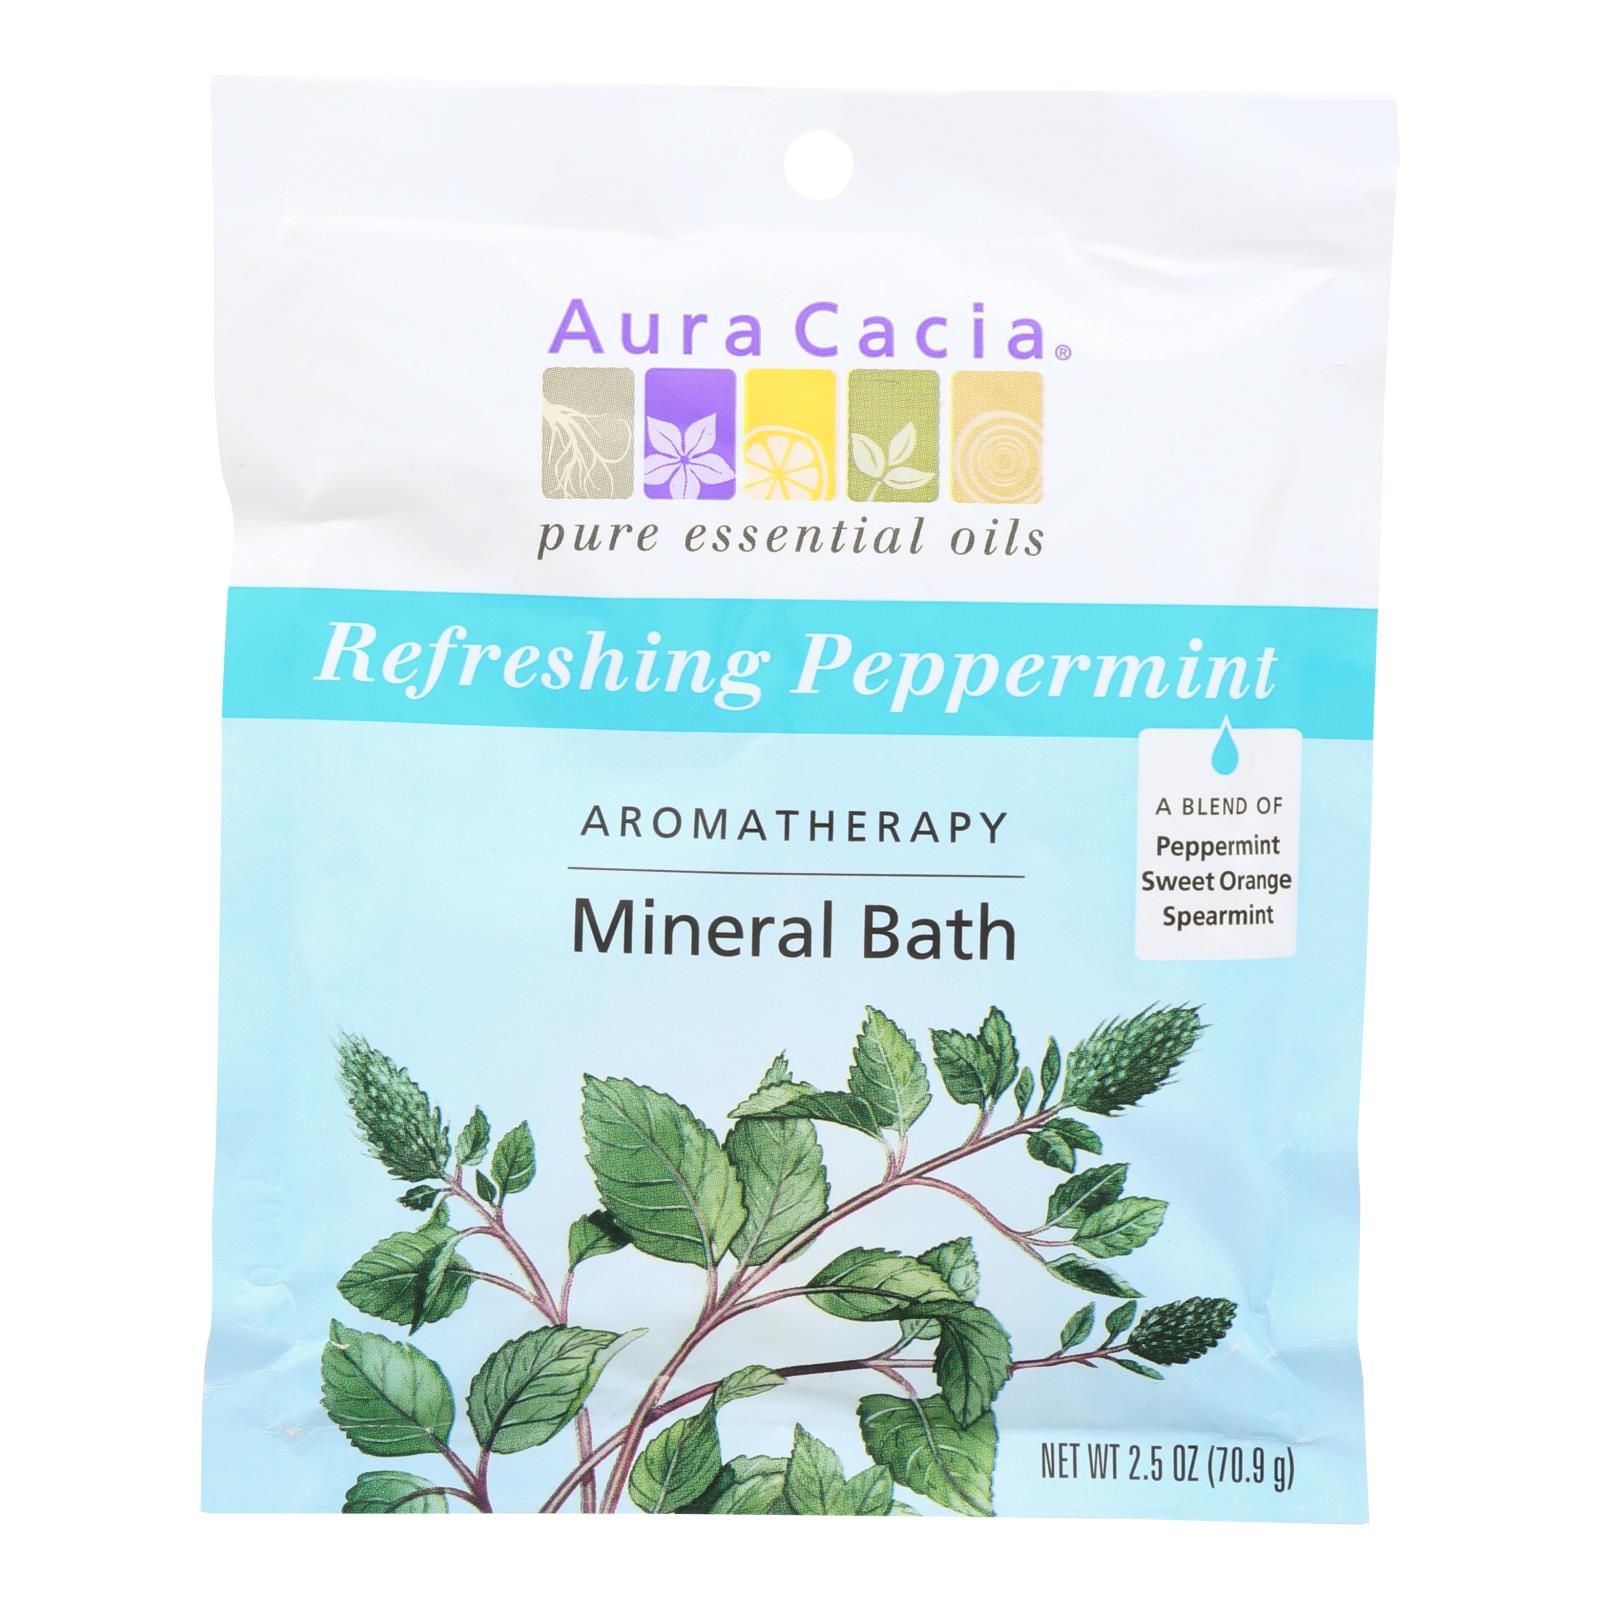 Aura Cacia®
pure essential oils
Refreshing Peppermint
AROMATHERAPY
Mineral Bath
A BLEND OF
Peppermint
Sweet Orange
Spearmint
NET WT 2.5 OZ (70.9 g)